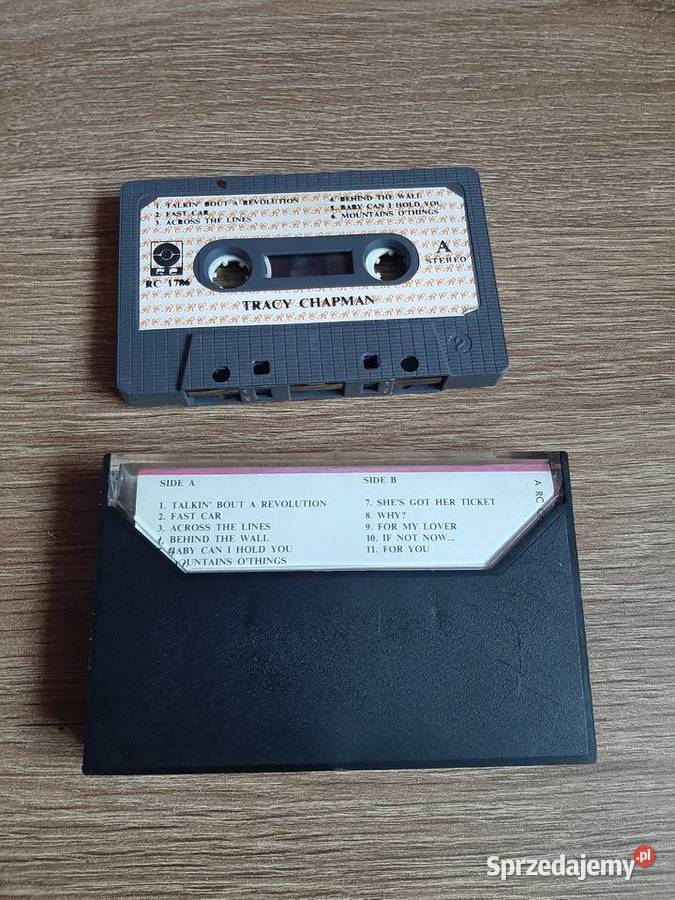 1. TALKIN' BOUT A REVOLUTION
2. FAST CAR
3. ACROSS THE LINES
4. BEHIND THE WALL
5. BABY CAN I HOLD YOU
6. MOUNTAINS O'THINGS
A
STEREO
RC 1786
TRACY CHAPMAN
SIDE A
1. TALKIN' BOUT A REVOLUTION
2. FAST CAR
3. ACROSS THE LINES
4. BEHIND THE WALL
BABY CAN I HOLD YOU
MOUNTAINS O'THINGS
SIDE B
7. SHE'S GOT HER TICKET
8. WHY?
9. FOR MY LOVER
10. IF NOT NOW...
11. FOR YOU
A RC
Sprzedajemy.pl